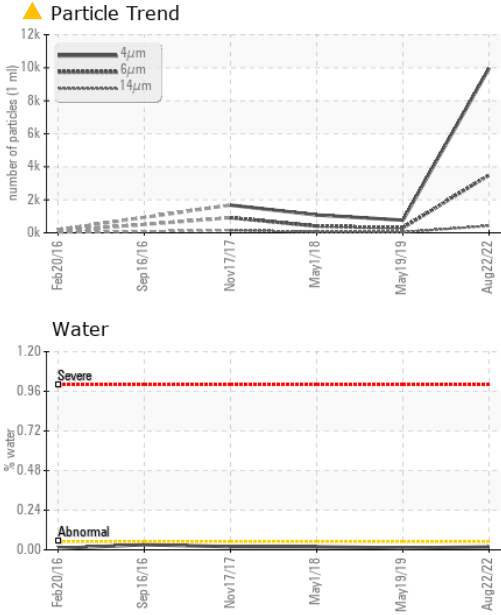 Particle Trend
number of particles (1 ml)
12k
10k
8k
6k
4k
2k
0k
4µm
6µm
14µm
Feb20/16
Sep16/16
Nov17/17
May1/18
May19/19
Aug22/22
Water
% water
1.20
0.96
0.72
0.48
0.24
0.00
Severe
Abnormal
Feb20/16
Sep16/16
Nov17/17
May1/18
May19/19
Aug22/22